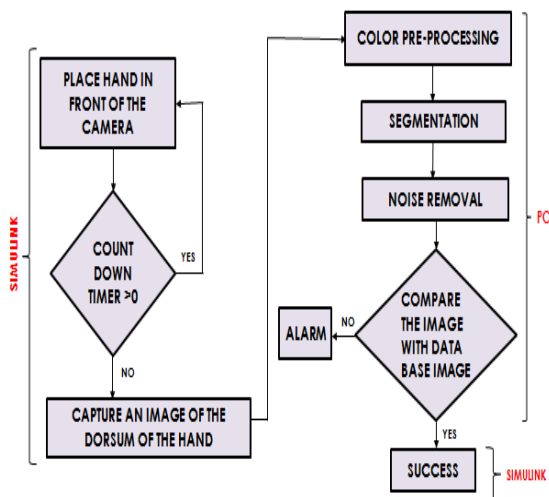 SIMULINK
PLACE HAND IN
FRONT OF THE
CAMERA
COUNT
DOWN
TIMER >0
YES
NO
CAPTURE AN IMAGE OF THE
DORSUM OF THE HAND
COLOR PRE-PROCESSING
SEGMENTATION
NOISE REMOVAL
COMPARE
THE IMAGE
WITH DATA
BASE IMAGE
NO
ALARM
YES
SUCCESS
PC
SIMULINK